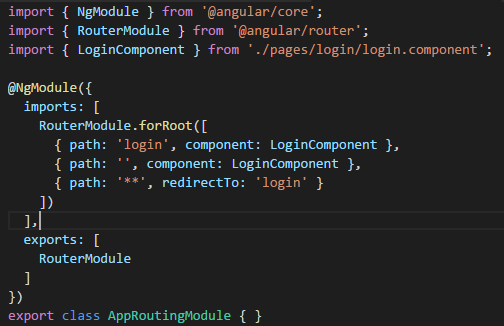 import { NgModule } from '@angular/core';
import { RouterModule } from '@angular/router';
import { LoginComponent } from './pages/login/login.component';

@NgModule({
  imports: [
    RouterModule.forRoot([
      { path: 'login', component: LoginComponent },
      { path: '', component: LoginComponent },
      { path: '**', redirectTo: 'login' }
    ])
  ],
  exports: [
    RouterModule
  ]
})
export class AppRoutingModule { }